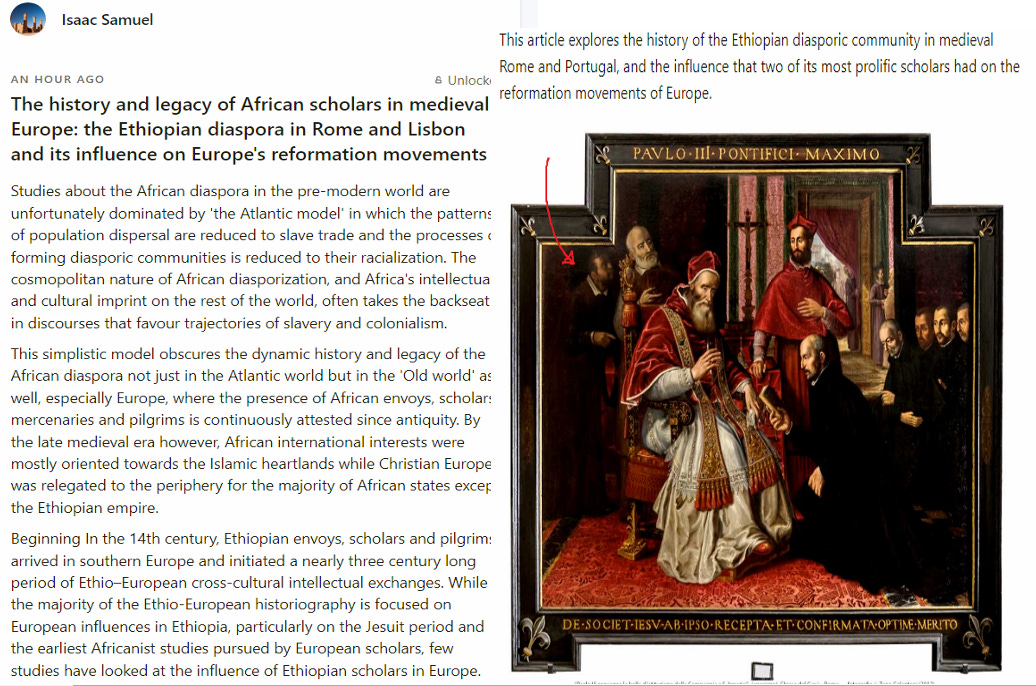 Isaac Samuel
AN HOUR AGO
The history and legacy of African scholars in medieval
Europe: the Ethiopian diaspora in Rome and Lisbon
and its influence on Europe's reformation movements
Studies about the African diaspora in the pre-modern world are
unfortunately dominated by 'the Atlantic model' in which the patterns
of population dispersal are reduced to slave trade and the processes
forming diasporic communities is reduced to their racialization. The
cosmopolitan nature of African diasporization, and Africa's intellectua
and cultural imprint on the rest of the world, often takes the backseat
in discourses that favour trajectories of slavery and colonialism.
This simplistic model obscures the dynamic history and legacy of the
African diaspora not just in the Atlantic world but in the 'Old world' as
well, especially Europe, where the presence of African envoys, scholars
mercenaries and pilgrims is continuously attested since antiquity. By
the late medieval era however, African international interests were
mostly oriented towards the Islamic heartlands while Christian Europe
was relegated to the periphery for the majority of African states excep
the Ethiopian empire.
Beginning In the 14th century, Ethiopian envoys, scholars and pilgrims
arrived in southern Europe and initiated a nearly three century long
period of Ethio–European cross-cultural intellectual exchanges. While
the majority of the Ethio-European historiography is focused on
European influences in Ethiopia, particularly on the Jesuit period and
the earliest Africanist studies pursued by European scholars, few
studies have looked at the influence of Ethiopian scholars in Europe.
Unlock
This article explores the history of the Ethiopian diasporic community in medieval
Rome and Portugal, and the influence that two of its most prolific scholars had on the
reformation movements of Europe.
PAVLO·III·PONTIFICI·MAXIMO
DE·SOCIET·IESV·AB·IPSO·RECEPTA·ET·CONFIRMATA·OPTIME·MERITO